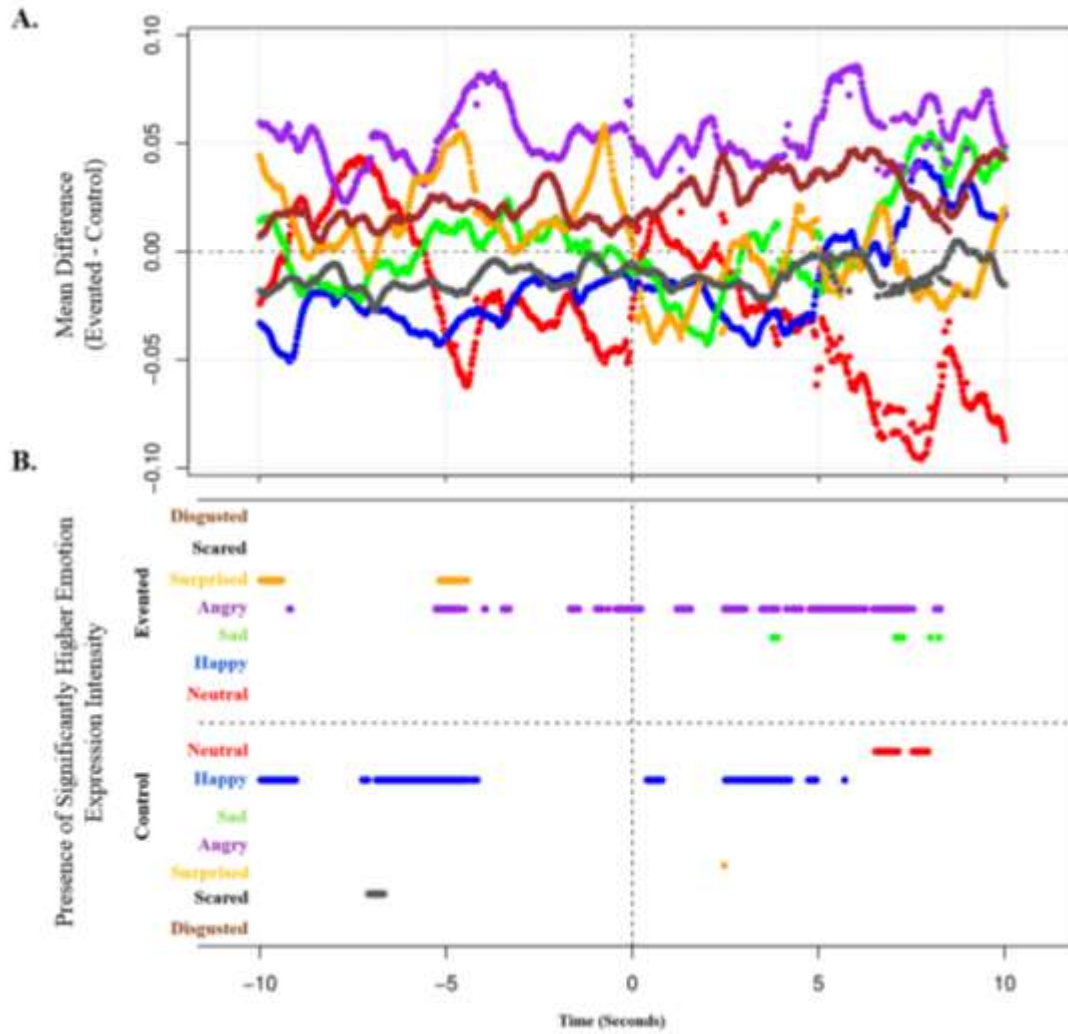 A.
0.10
0.05
0.00
−0.05
−0.10
Mean Difference
(Evented - Control)
B.
Presence of Significantly Higher Emotion
Expression Intensity
Evented
Disgusted
Scared
Surprised
Angry
Sad
Happy
Neutral
Control
Neutral
Happy
Sad
Angry
Surprised
Scared
Disgusted
−10
−5
0
5
10
Time (Seconds)